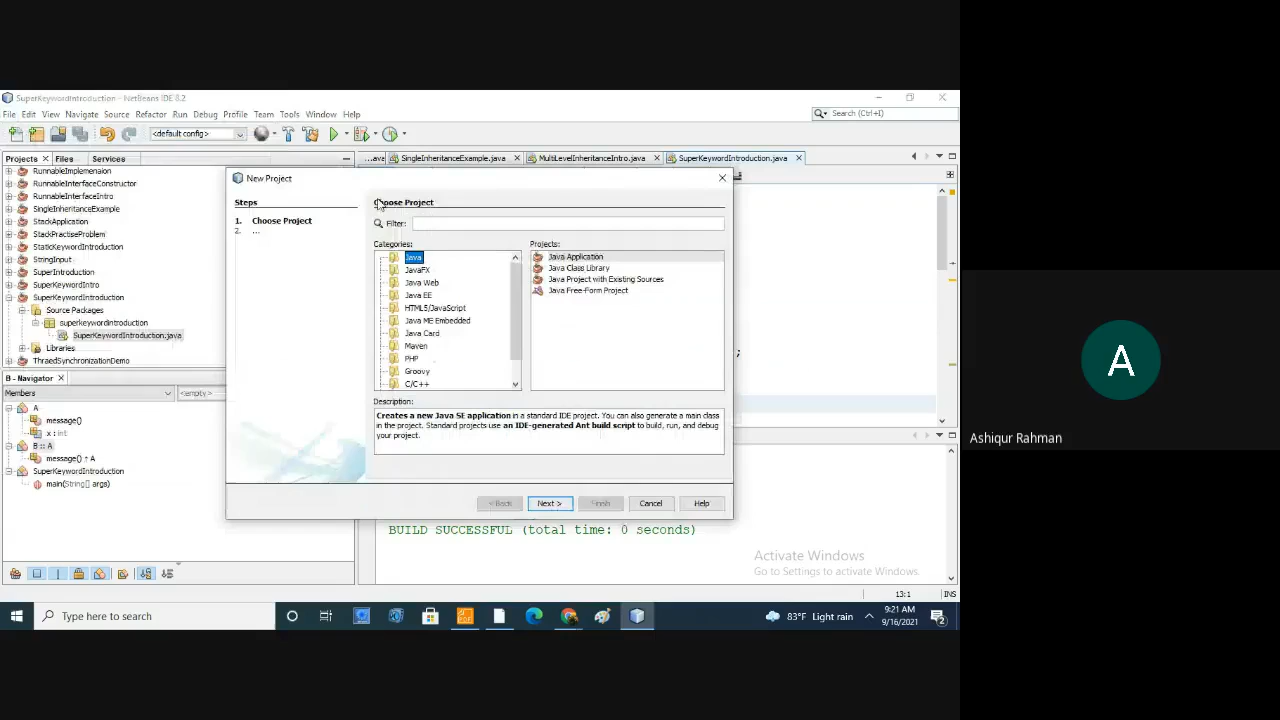 SuperKeywordIntroduction - NetBeans IDE 8.2
File Edit View Navigate Source Refactor Run Debug Profile Team Tools Window Help
Search (Ctrl+I)
<default config>
Projects Files Services
...ava SingleInheritanceExample.java MultiLevelInheritanceIntro.java SuperKeywordIntroduction.java
RunnableImplemenaion
RunnableInterfaceConstructor
RunnableInterfaceIntro
SingleInheritanceExample
StackApplication
StackPractiseProblem
StaticKeywordIntroduction
StringInput
SuperIntroduction
SuperKeywordIntro
SuperKeywordIntroduction
Source Packages
superkeywordintroduction
SuperKeywordIntroduction.java
Libraries
ThraedSynchronizationDemo
B - Navigator
Members <empty>
A
message()
x : int
B :: A
message() ↑ A
SuperKeywordIntroduction
main(String[] args)
New Project
Steps
1. Choose Project
2. ...
Choose Project
Filter:
Categories:
Java
JavaFX
Java Web
Java EE
HTML5/JavaScript
Java ME Embedded
Java Card
Maven
PHP
Groovy
C/C++
Projects:
Java Application
Java Class Library
Java Project with Existing Sources
Java Free-Form Project
Description:
Creates a new Java SE application in a standard IDE project. You can also generate a main class
in the project. Standard projects use an IDE-generated Ant build script to build, run, and debug
your project.
< Back Next > Finish Cancel Help
;
BUILD SUCCESSFUL (total time: 0 seconds)
Activate Windows
Go to Settings to activate Windows.
13:1 INS
Type here to search
83°F Light rain
9:21 AM
9/16/2021
2
A
Ashiqur Rahman